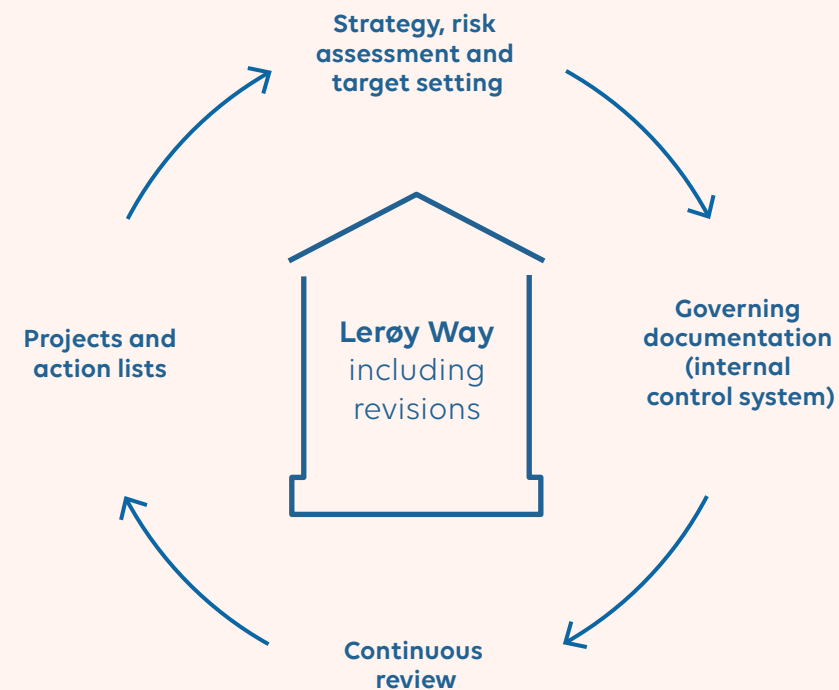 Strategy, risk
assessment and
target setting
Governing
documentation
(internal
control system)
Continuous
review
Projects and
action lists
Lerøy Way
including
revisions